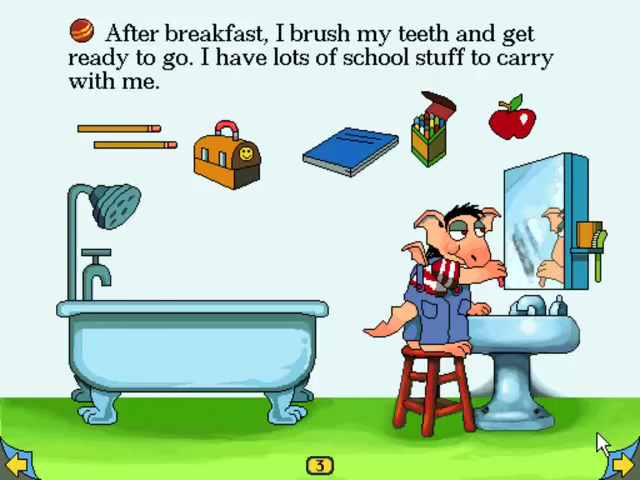 After breakfast, I brush my teeth and get
ready to go. I have lots of school stuff to carry
with me.
3